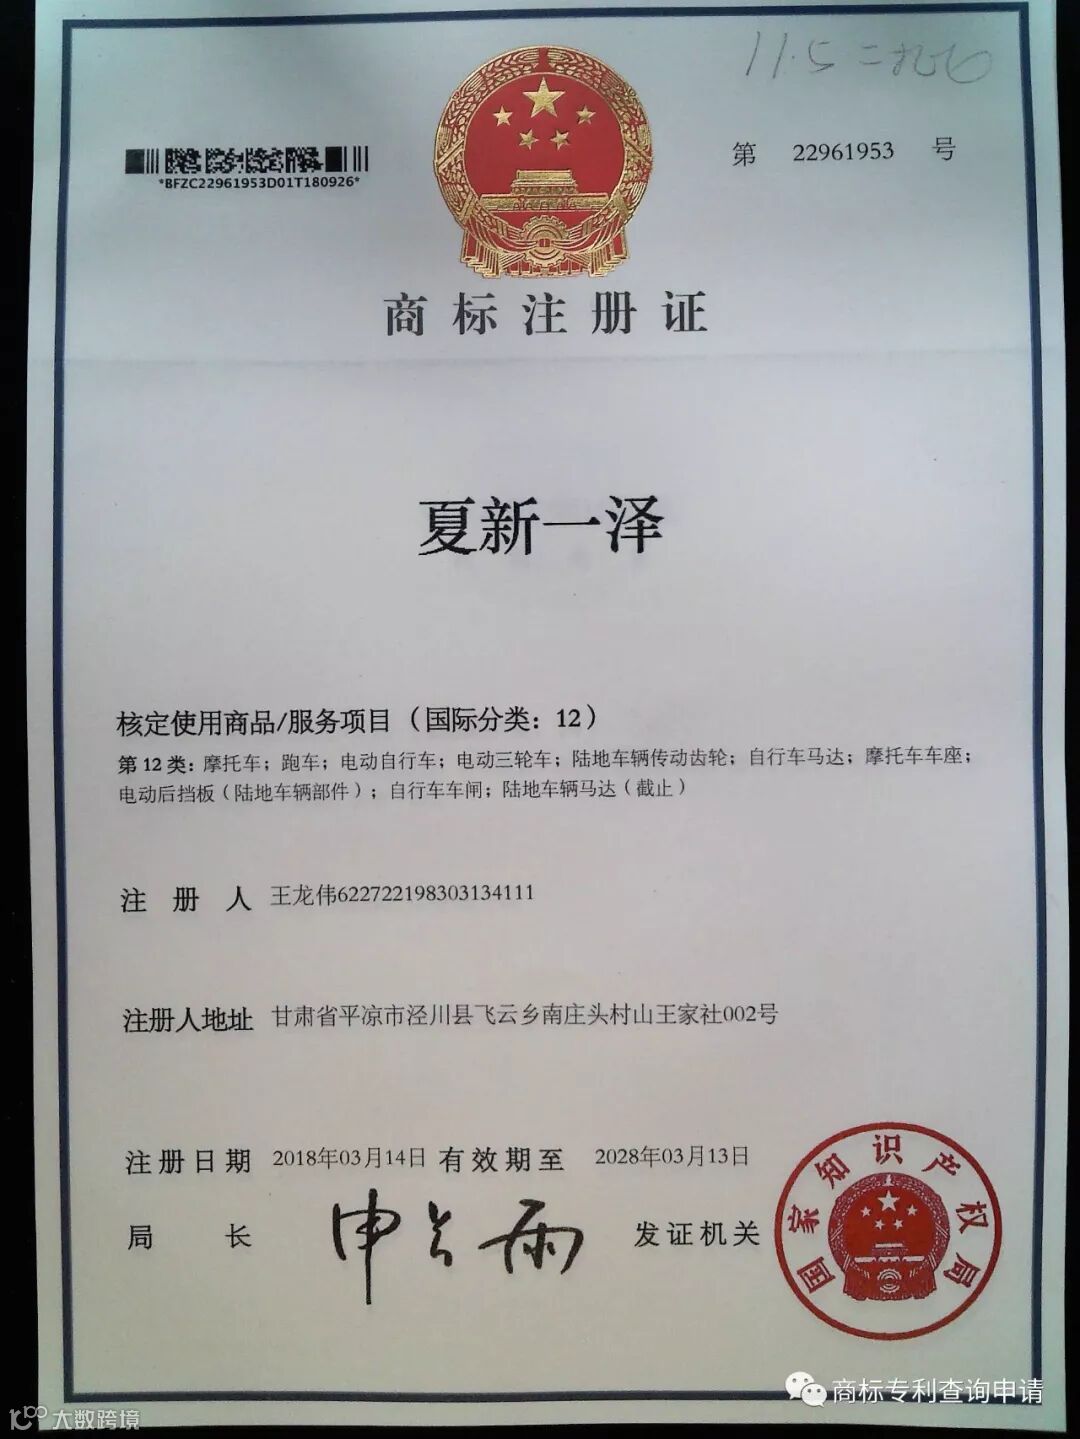 11.5
*BFZC22961953D01T180926*
第 22961953 号
商标注册证
夏新一泽
核定使用商品/服务项目（国际分类：12）
第12类：摩托车；跑车；电动自行车；电动三轮车；陆地车辆传动齿轮；自行车马达；摩托车车座；
电动后挡板（陆地车辆部件）；自行车车闸；陆地车辆马达（截止）
注册人 王龙伟622722198303134111
注册人地址 甘肃省平凉市泾川县飞云乡南庄头村山王家社002号
注册日期 2018年03月14日 有效期至 2028年03月13日
局长 申长雨 发证机关
国家知识产权局
商标专利查询申请
大数跨境